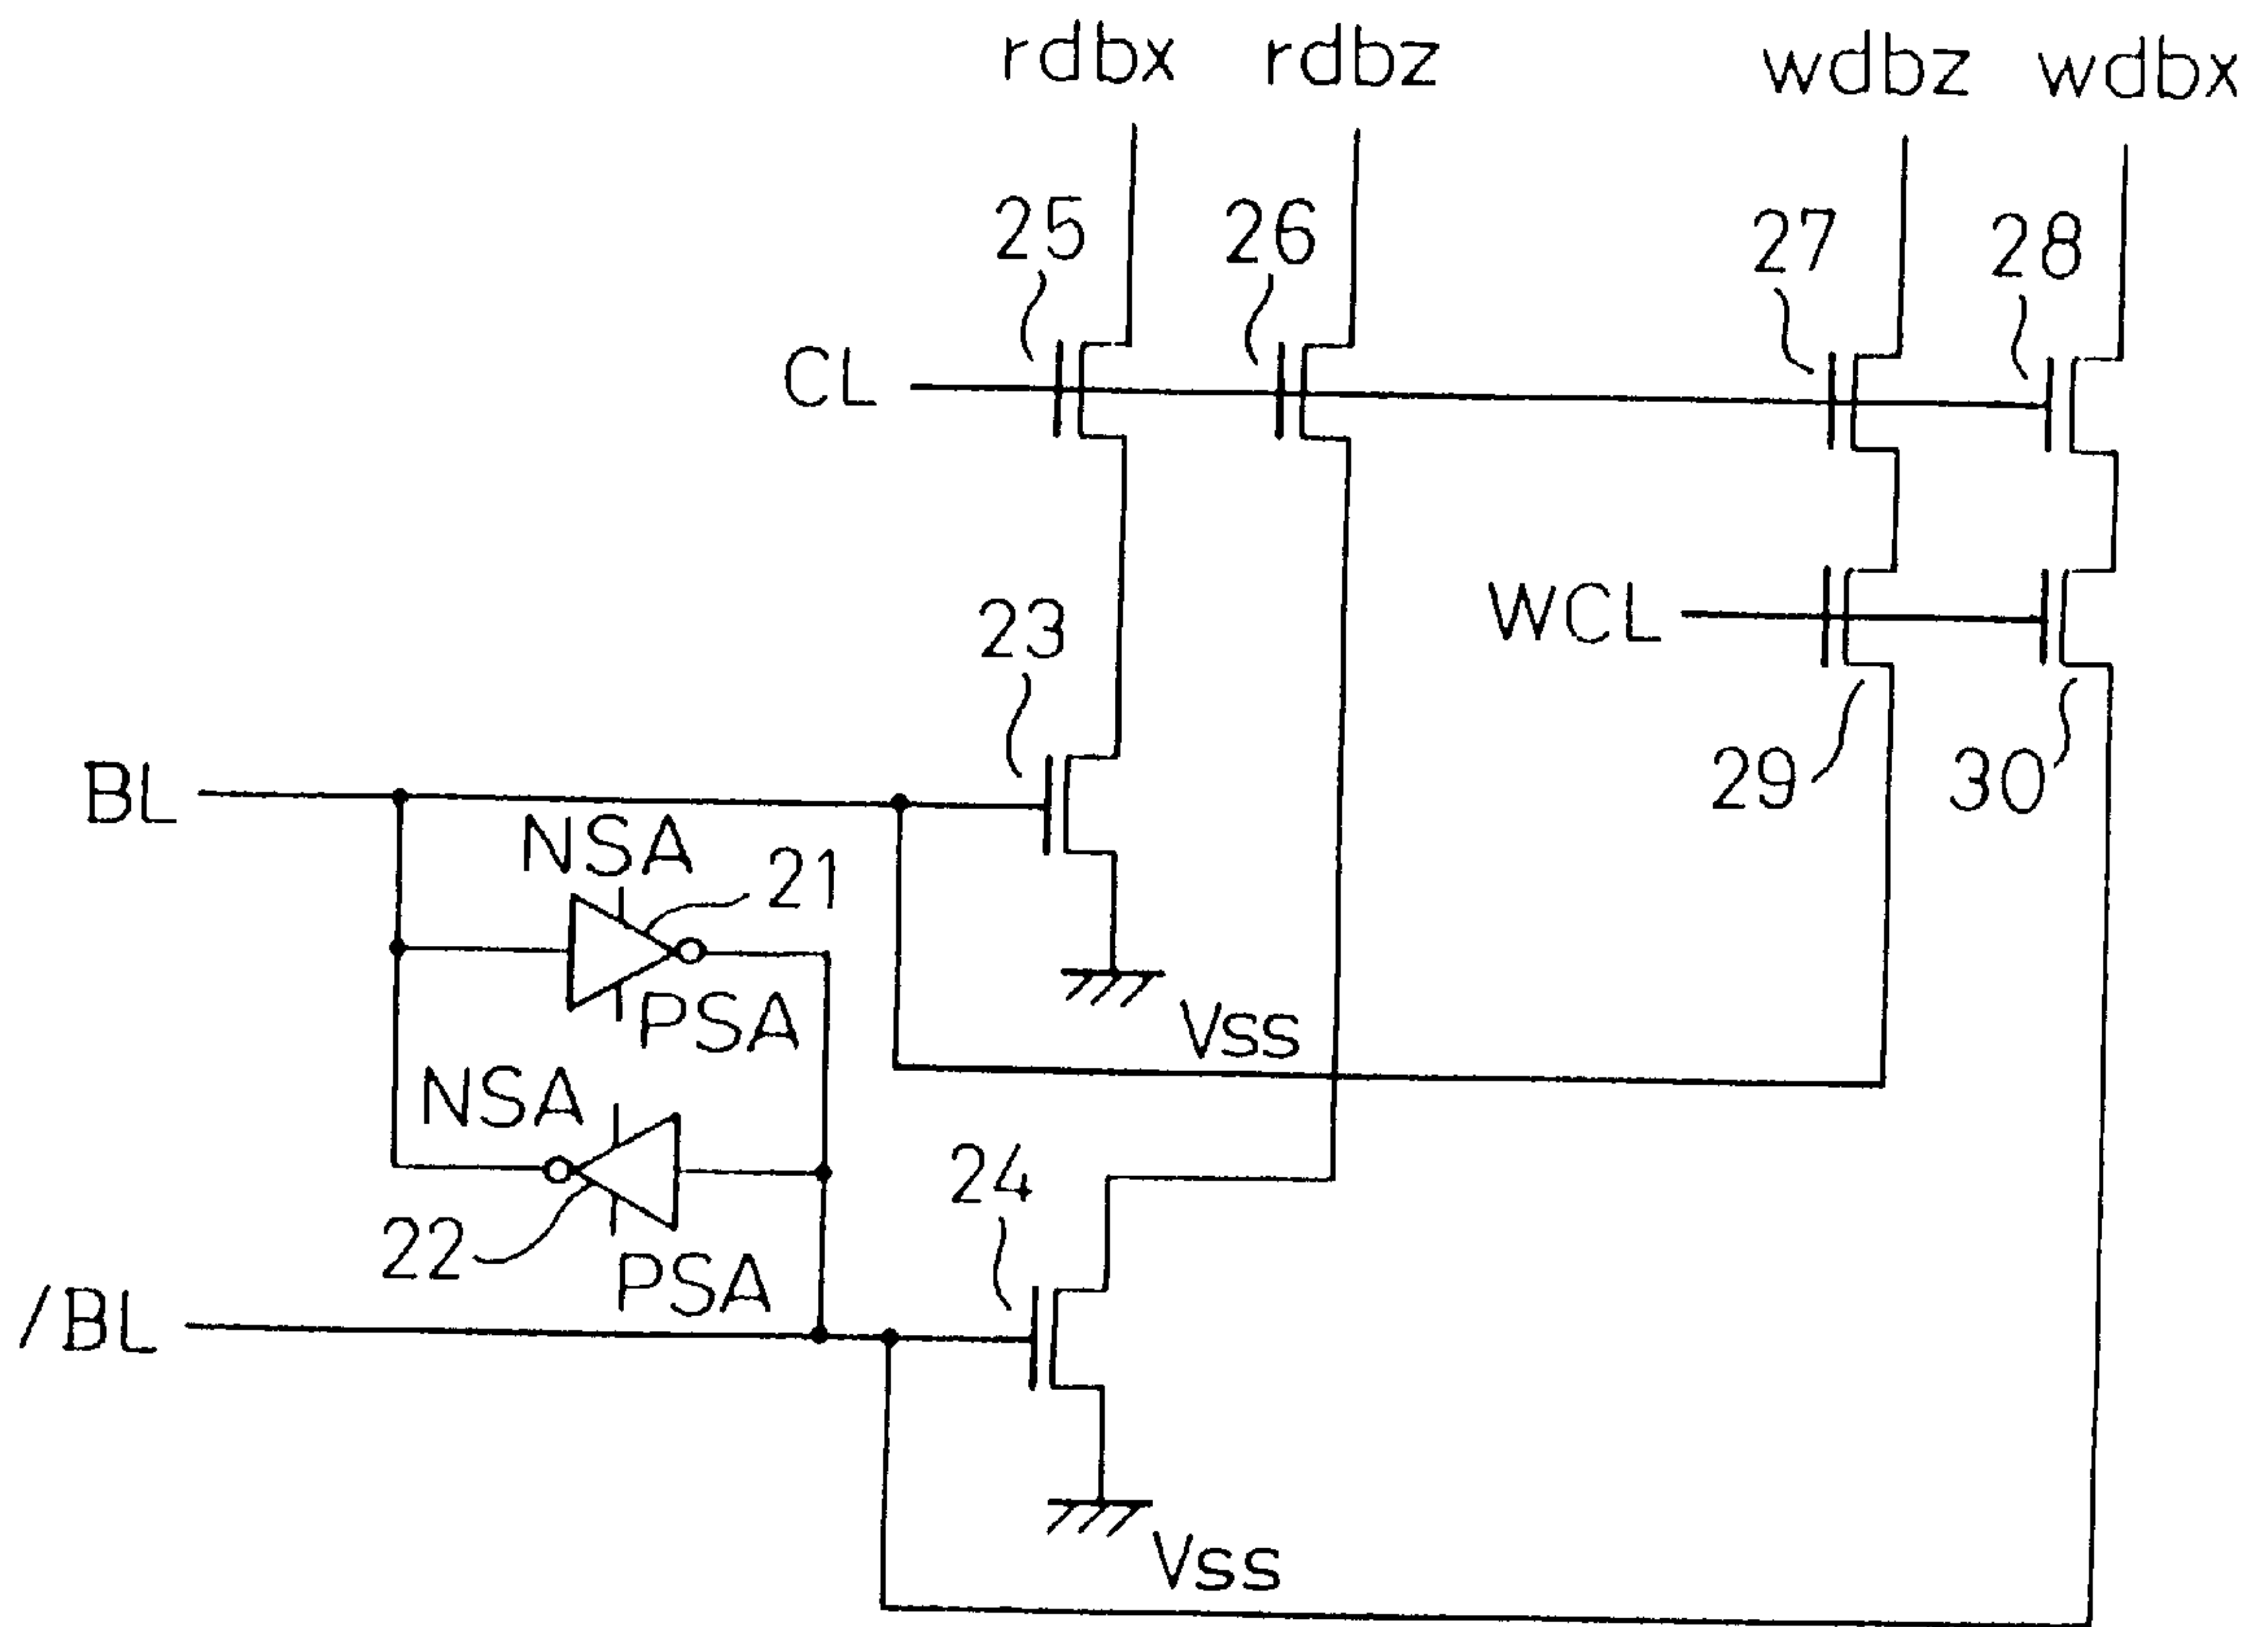 rdbx rdbz wdbz wdbx
25 26 27 28
CL
WCL
23
29 30
BL
NSA
21
PSA
Vss
NSA
22
PSA
24
/BL
Vss